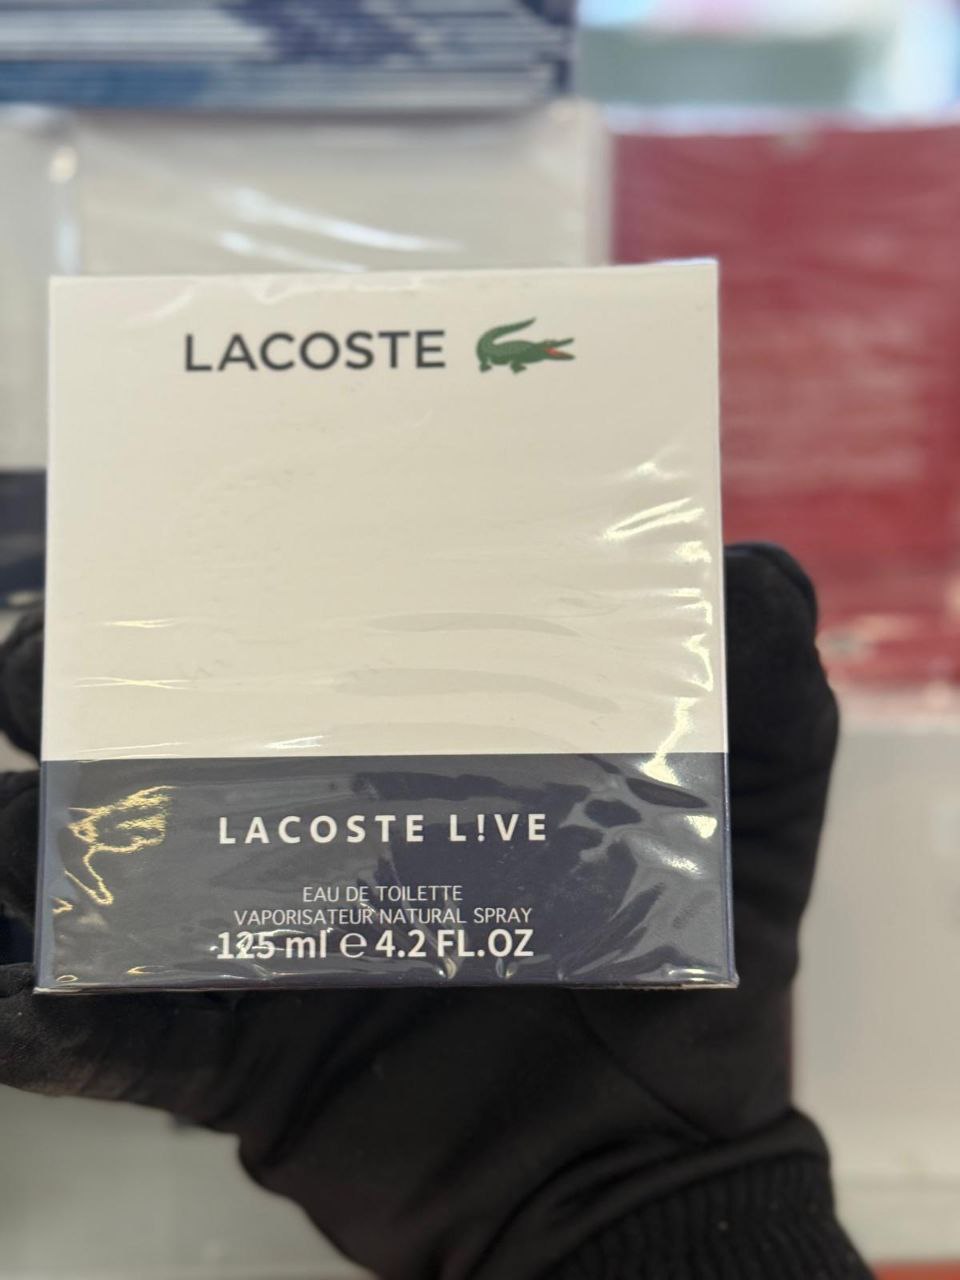 LACOSTE
LACOSTE L!VE
EAU DE TOILETTE
VAPORISATEUR NATURAL SPRAY
125 ml e 4.2 FL.OZ